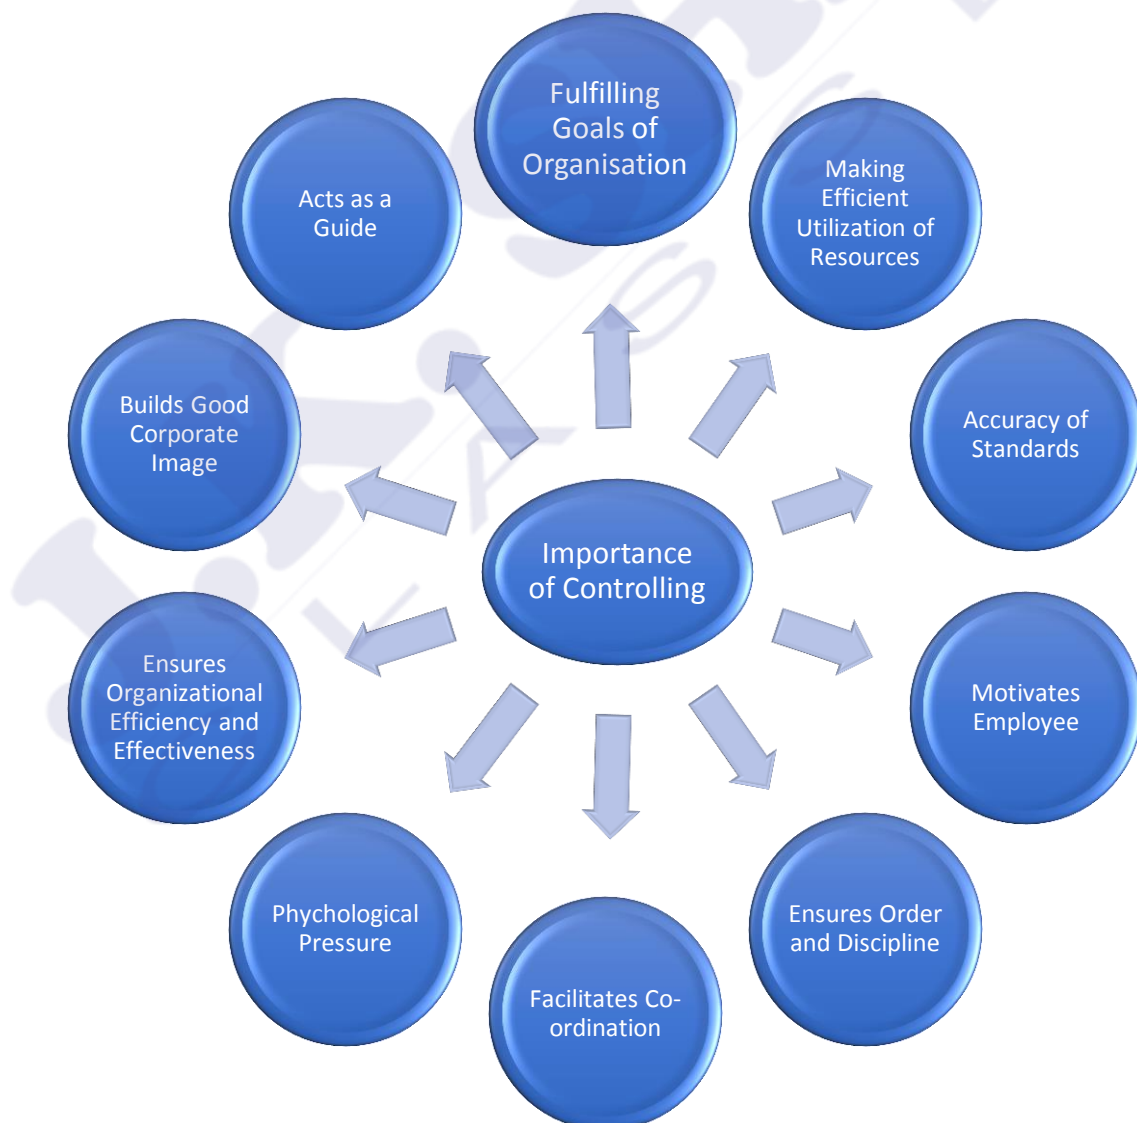 Fulfilling
Goals of
Organisation
Making
Efficient
Utilization of
Resources
Accuracy of
Standards
Motivates
Employee
Ensures Order
and Discipline
Facilitates Co-
ordination
Phychological
Pressure
Ensures
Organizational
Efficiency and
Effectiveness
Builds Good
Corporate
Image
Acts as a
Guide
Importance
of Controlling